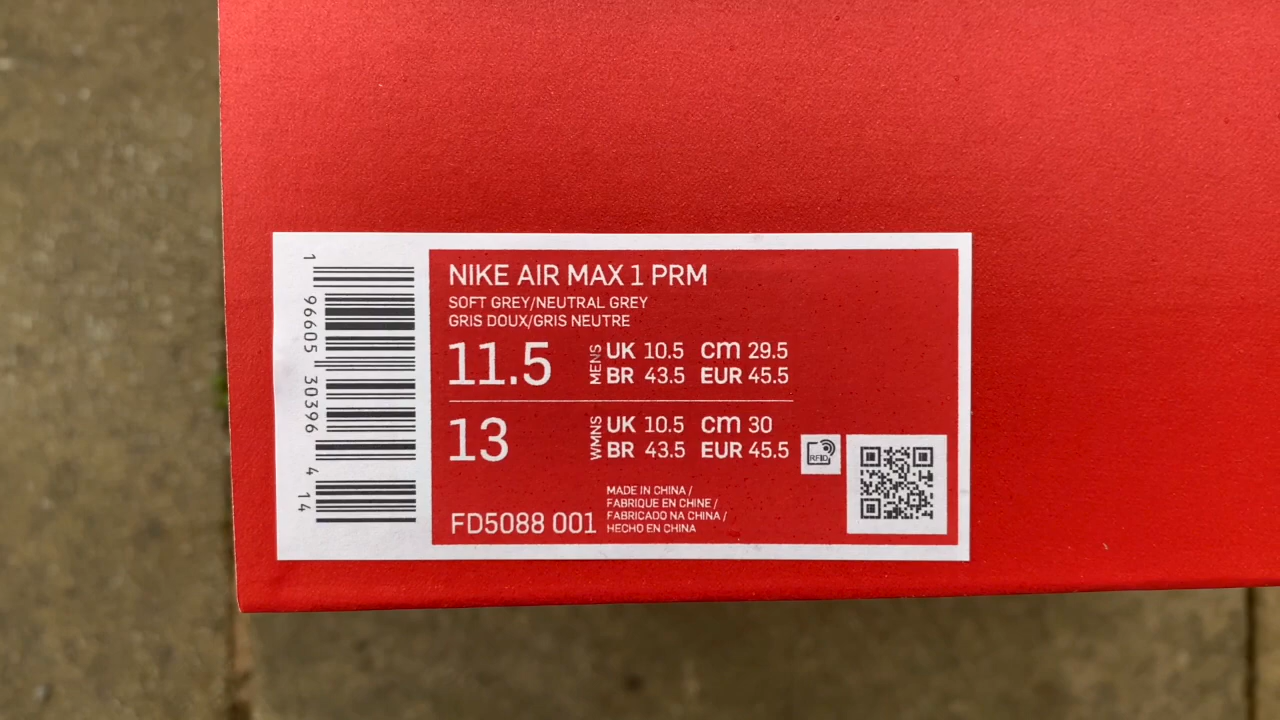 1 96605 30396 4 14
NIKE AIR MAX 1 PRM
SOFT GREY/NEUTRAL GREY
GRIS DOUX/GRIS NEUTRE
11.5 MENS UK 10.5 cm 29.5
BR 43.5 EUR 45.5
13 WMNS UK 10.5 cm 30
BR 43.5 EUR 45.5
RFID
MADE IN CHINA /
FABRIQUE EN CHINE /
FABRICADO NA CHINA /
HECHO EN CHINA
FD5088 001